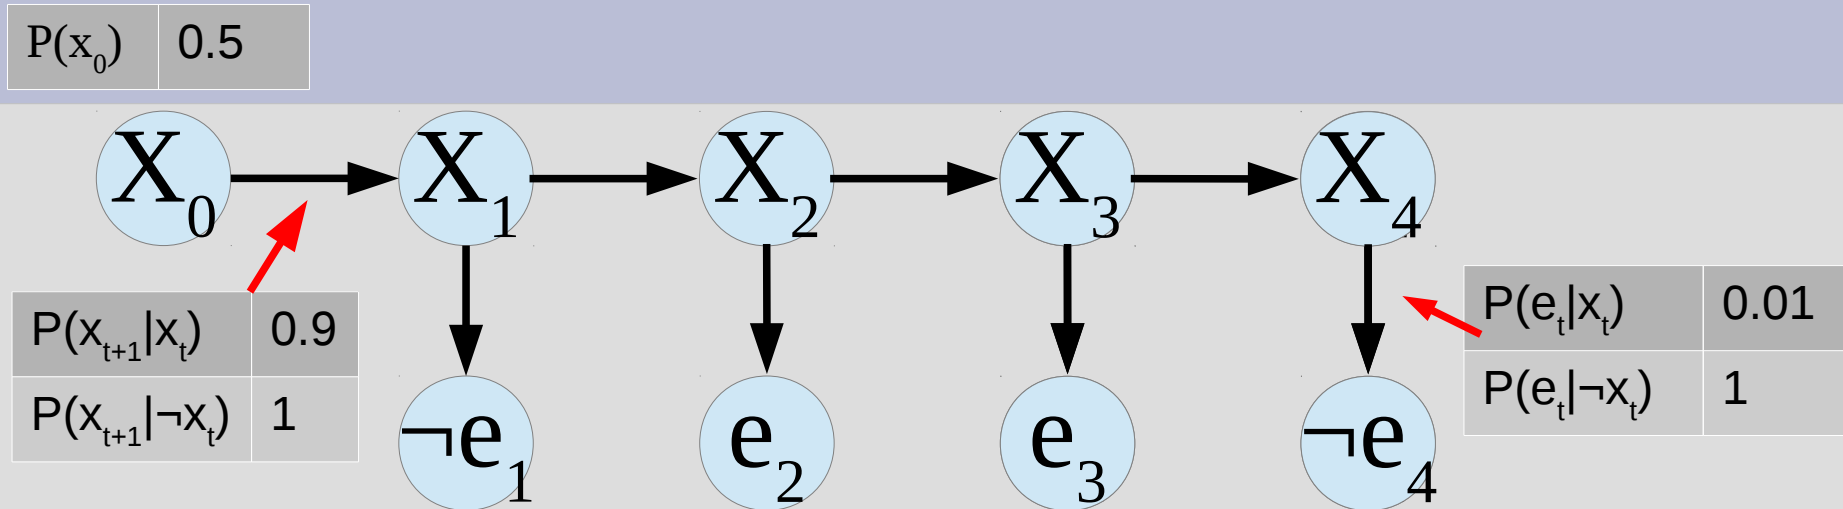 P(x₀) 0.5
X₀ X₁ X₂ X₃ X₄
P(xₜ₊₁|xₜ) 0.9
P(xₜ₊₁|¬xₜ) 1
P(eₜ|xₜ) 0.01
P(eₜ|¬xₜ) 1
¬e₁ e₂ e₃ ¬e₄